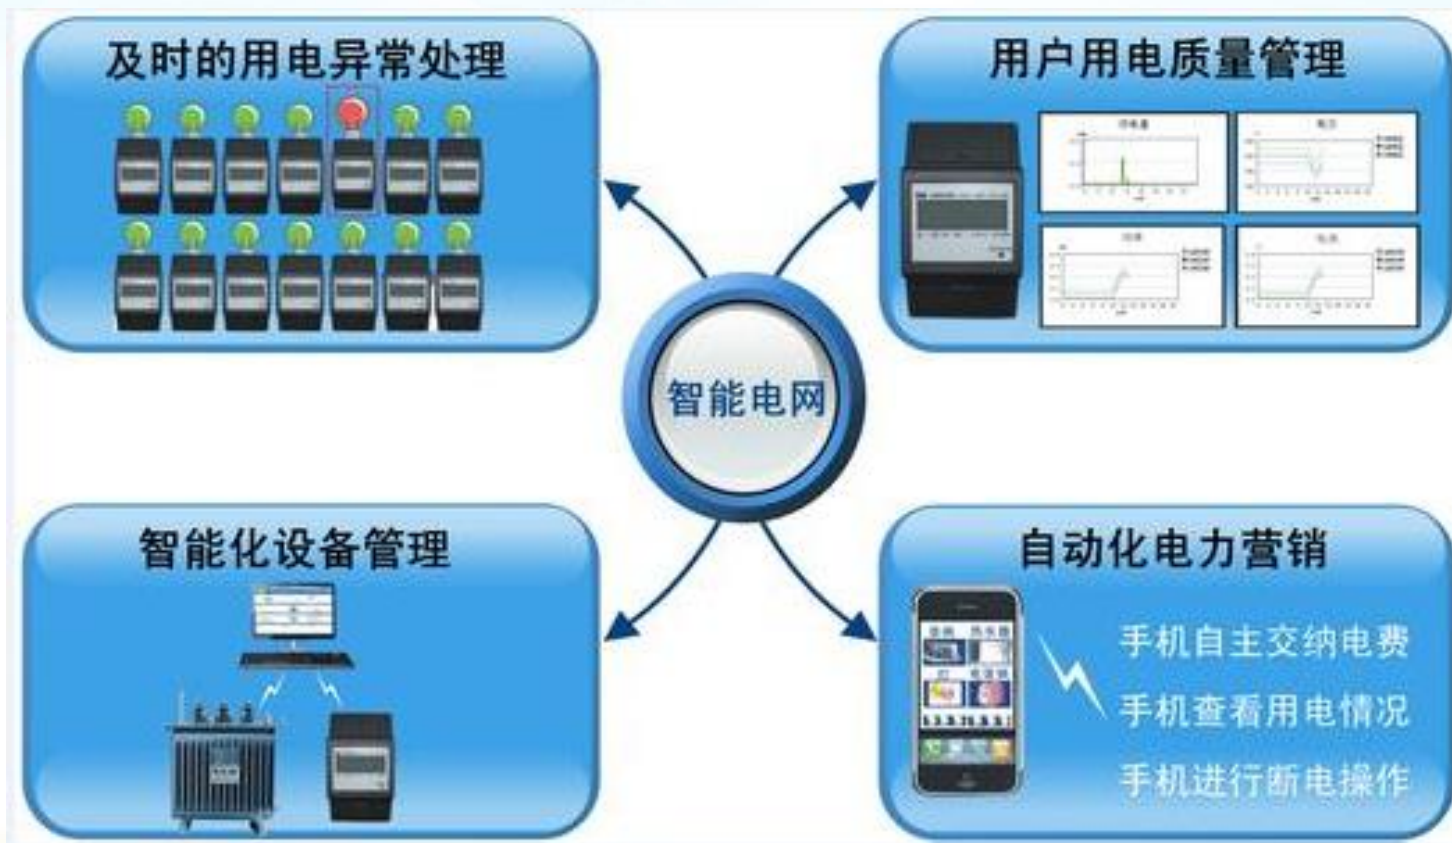 及时的用电异常处理
用户用电质量管理
智能电网
智能化设备管理
自动化电力营销
手机自主交纳电费
手机查看用电情况
手机进行断电操作